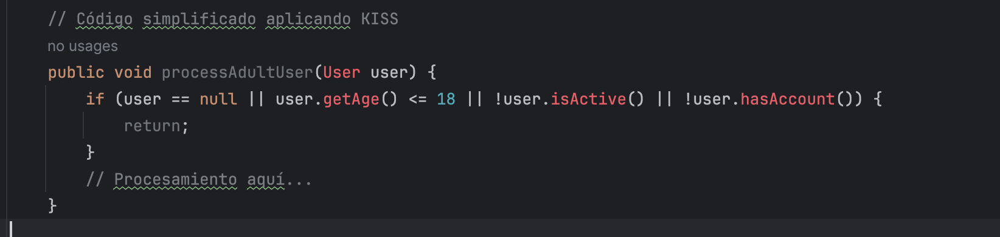 // Código simplificado aplicando KISS
no usages
public void processAdultUser(User user) {
if (user == null || user.getAge() <= 18 || !user.isActive() || !user.hasAccount()) {
return;
}
// Procesamiento aquí...
}